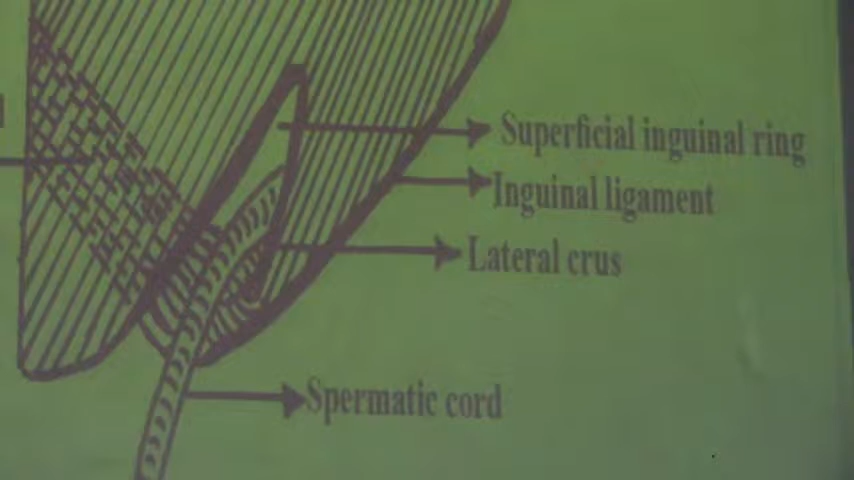 Superficial inguinal ring
Inguinal ligament
Lateral crus
Spermatic cord